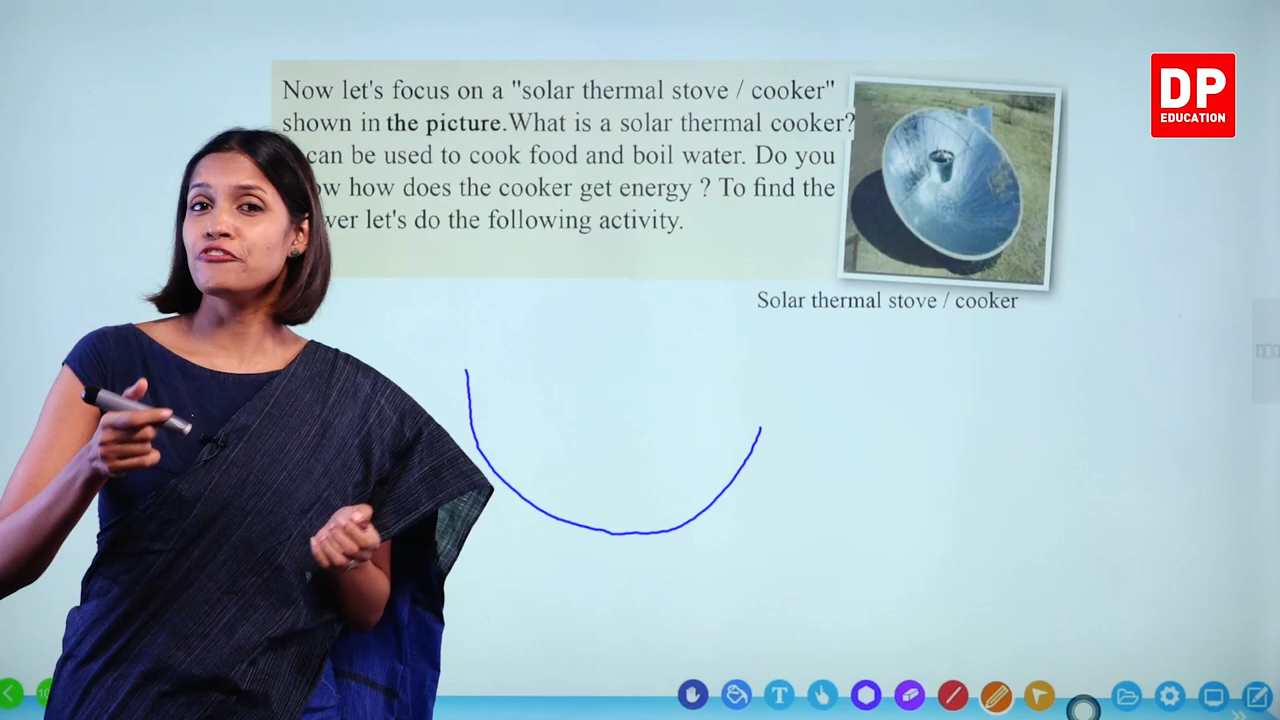 Now let's focus on a "solar thermal stove / cooker"
shown in the picture.What is a solar thermal cooker?
can be used to cook food and boil water. Do you
how does the cooker get energy ? To find the
let's do the following activity.
Solar thermal stove / cooker
DP
EDUCATION